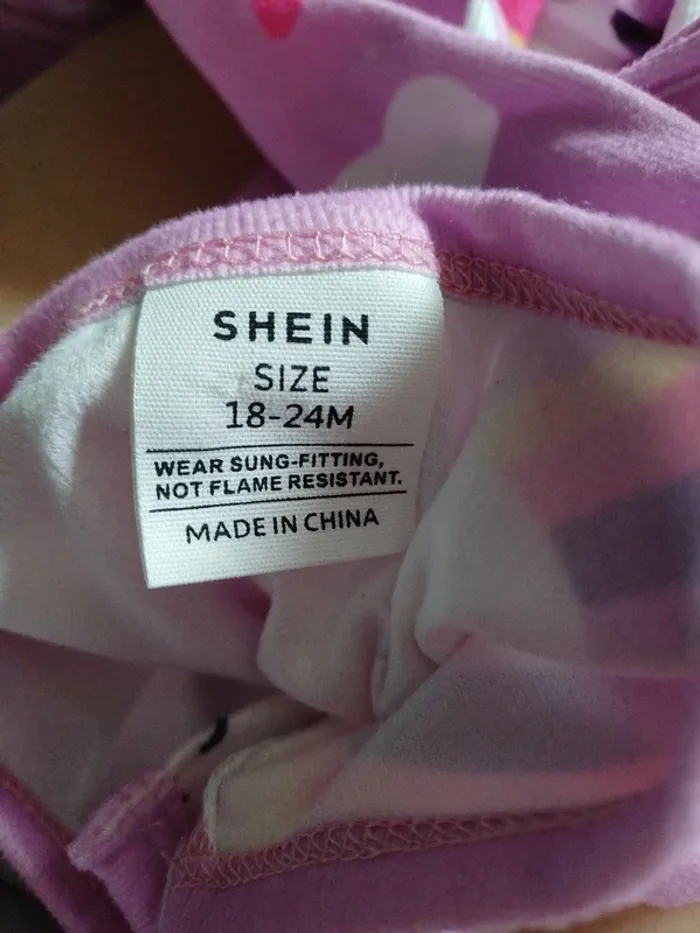 SHEIN
SIZE
18-24M
WEAR SUNG-FITTING,
NOT FLAME RESISTANT.
MADE IN CHINA